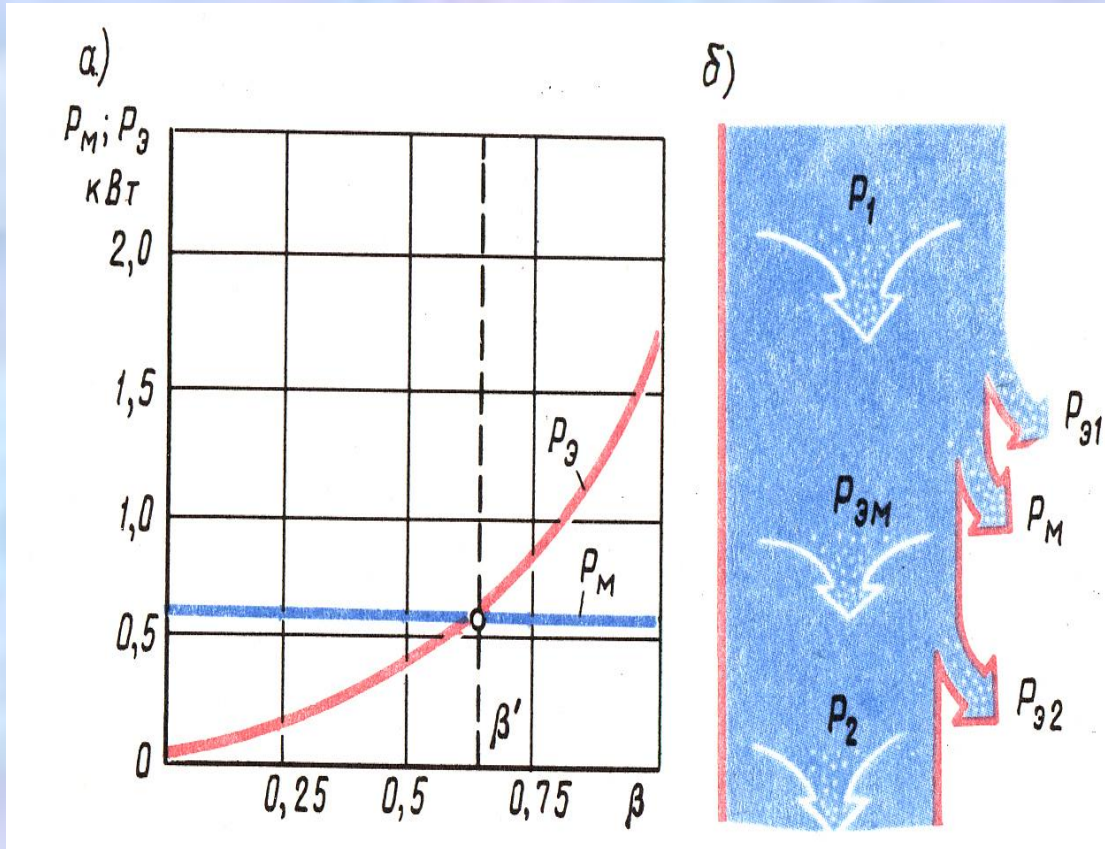 а)
Pм; Pэ
кВт
2,0
1,5
1,0
0,5
0
Pэ
Pм
β′
0,25 0,5 0,75 β
б)
P₁
Pэ1
Pэм
Pм
Pэ2
P₂